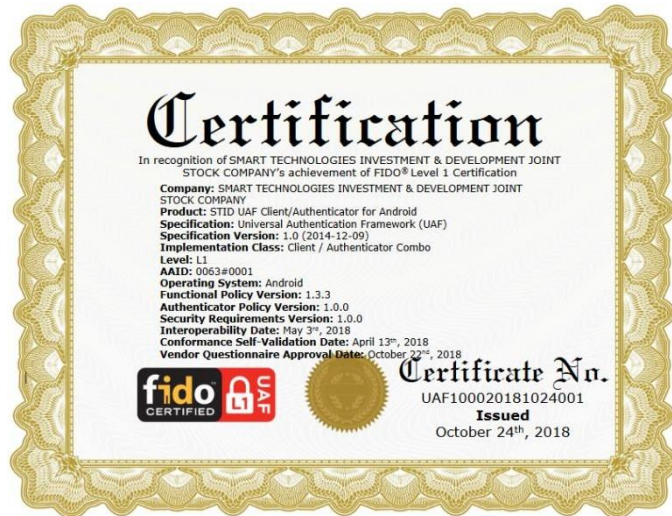 Certification
In recognition of SMART TECHNOLOGIES INVESTMENT & DEVELOPMENT JOINT
STOCK COMPANY's achievement of FIDO® Level 1 Certification
Company: SMART TECHNOLOGIES INVESTMENT & DEVELOPMENT JOINT
STOCK COMPANY
Product: STID UAF Client/Authenticator for Android
Specification: Universal Authentication Framework (UAF)
Specification Version: 1.0 (2014-12-09)
Implementation Class: Client / Authenticator Combo
Level: L1
AAID: 0063#0001
Operating System: Android
Functional Policy Version: 1.3.3
Authenticator Policy Version: 1.0.0
Security Requirements Version: 1.0.0
Interoperability Date: May 3rd, 2018
Conformance Self-Validation Date: April 13th, 2018
Vendor Questionnaire Approval Date: October 22nd, 2018
fido
CERTIFIED
UAF
Certificate No.
UAF100020181024001
Issued
October 24th, 2018